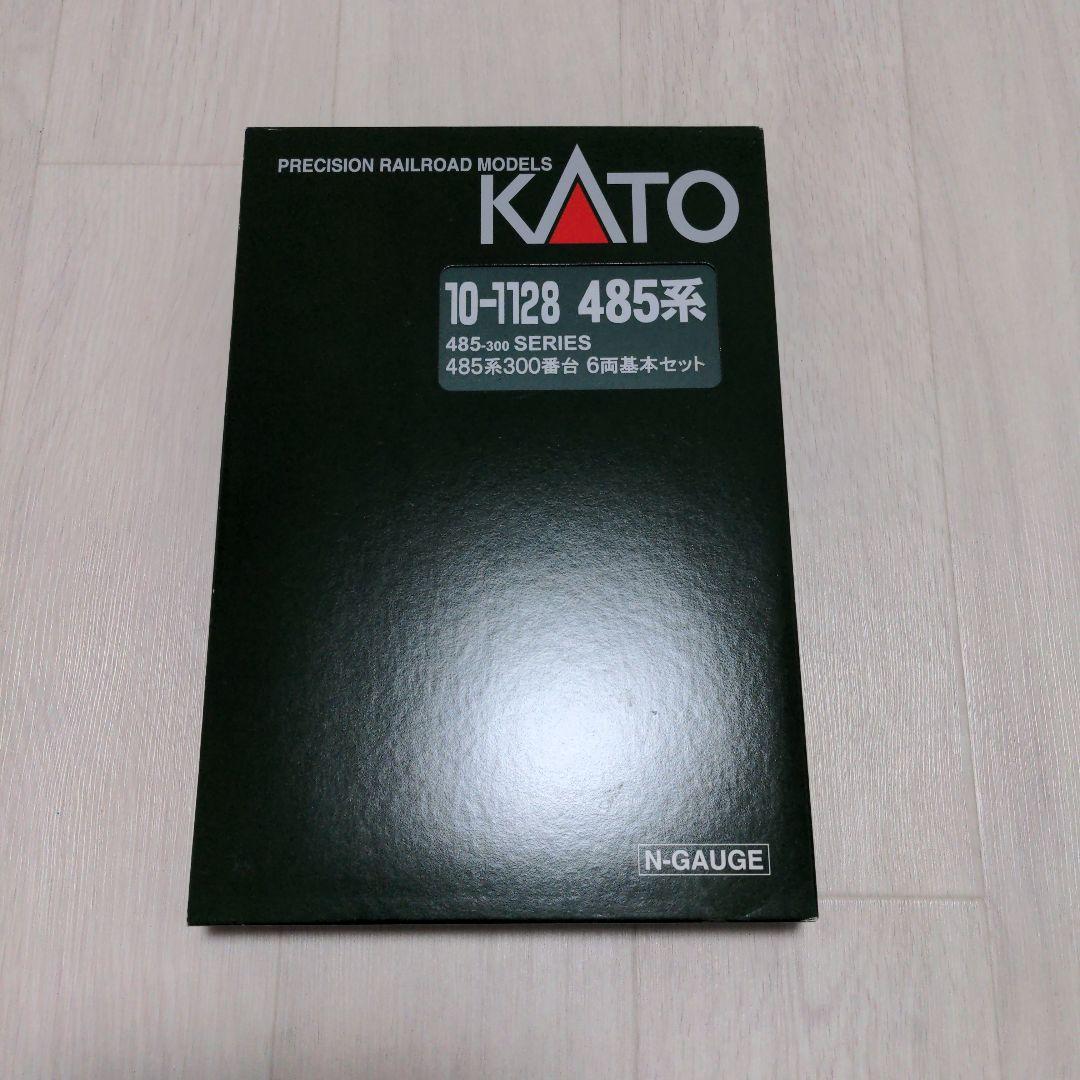 PRECISION RAILROAD MODELS
KATO
10-1128 485系
485-300 SERIES
485系300番台 6両基本セット
N-GAUGE